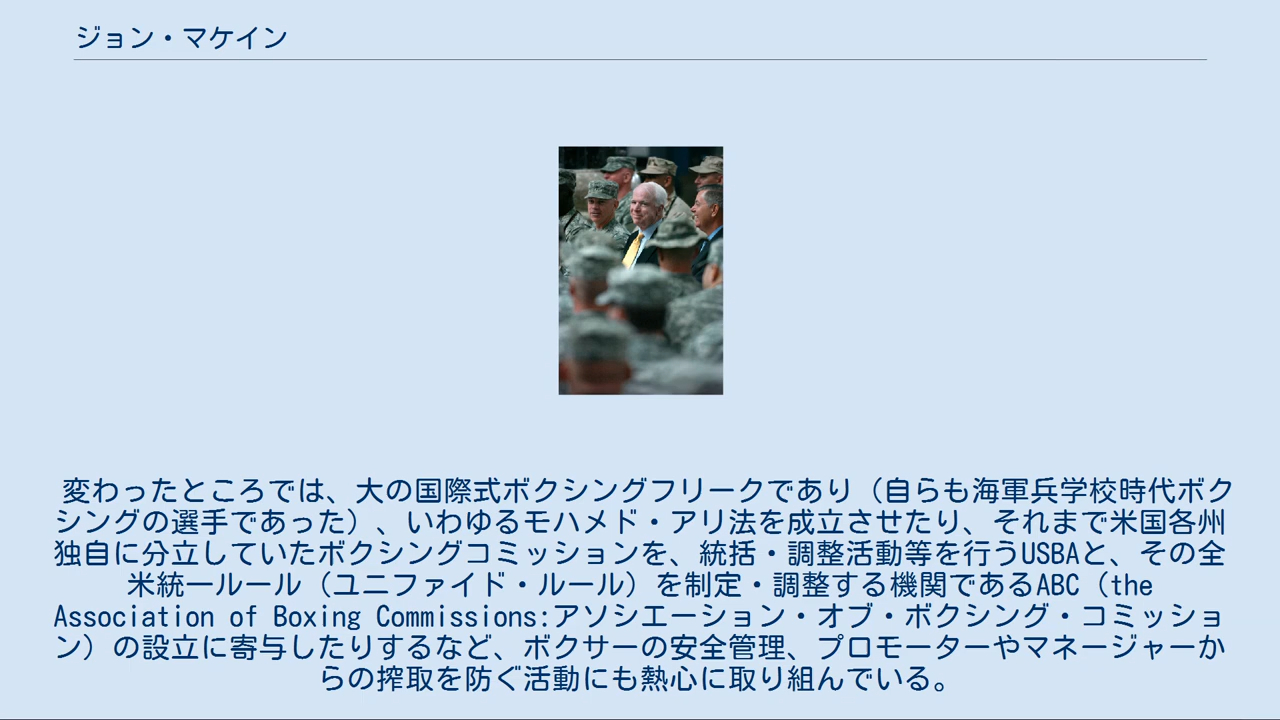 ジョン・マケイン
変わったところでは、大の国際式ボクシングフリークであり（自らも海軍兵学校時代ボク
シングの選手であった）、いわゆるモハメド・アリ法を成立させたり、それまで米国各州
独自に分立していたボクシングコミッションを、統括・調整活動等を行うUSBAと、その全
米統一ルール（ユニファイド・ルール）を制定・調整する機関であるABC（the
Association of Boxing Commissions:アソシエーション・オブ・ボクシング・コミッショ
ン）の設立に寄与したりするなど、ボクサーの安全管理、プロモーターやマネージャーか
らの搾取を防ぐ活動にも熱心に取り組んでいる。